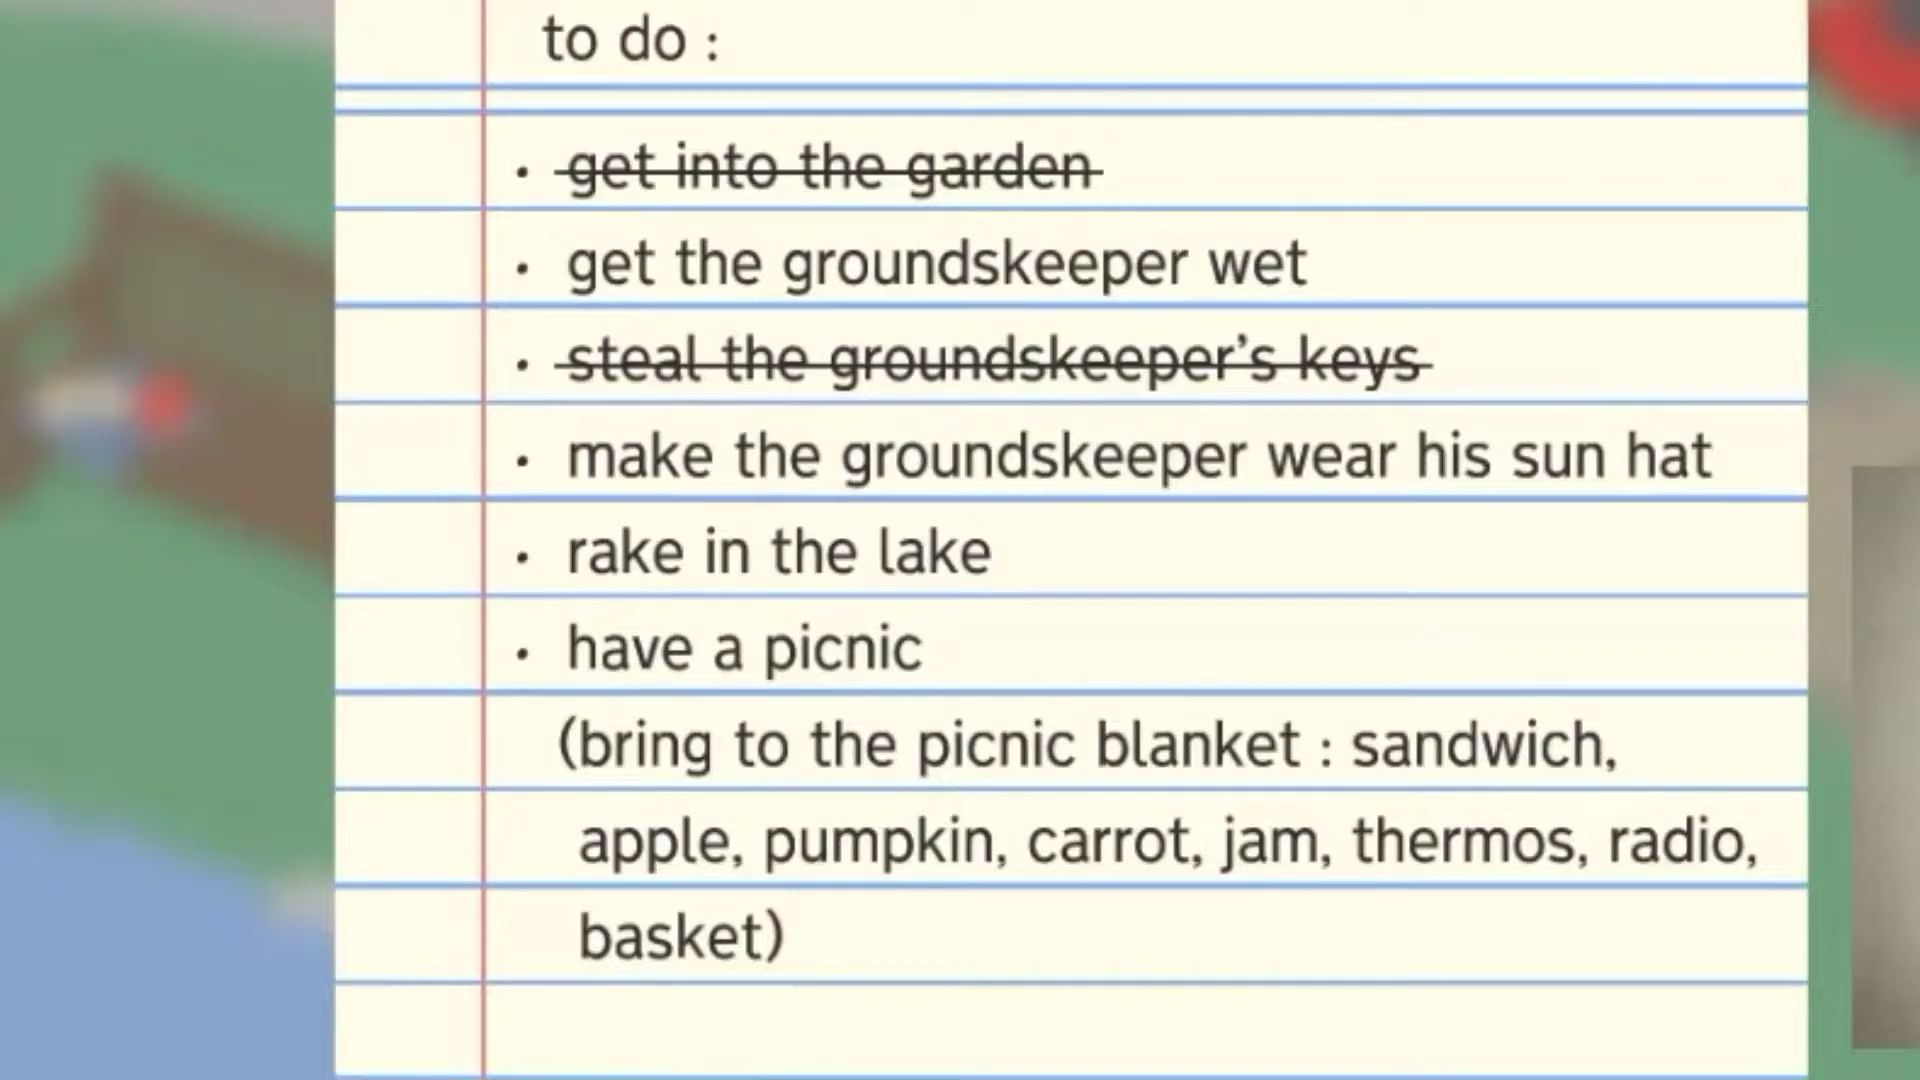 to do :
• get into the garden
• get the groundskeeper wet
• steal the groundskeeper’s keys
• make the groundskeeper wear his sun hat
• rake in the lake
• have a picnic
(bring to the picnic blanket : sandwich,
apple, pumpkin, carrot, jam, thermos, radio,
basket)